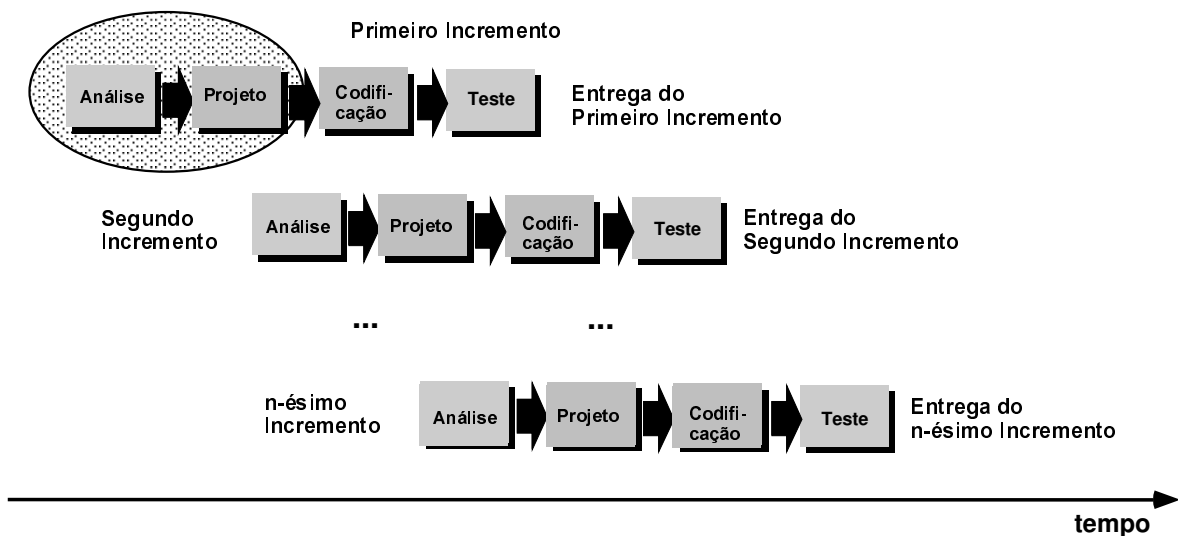 Primeiro Incremento
Análise
Projeto
Codifi-
cação
Teste
Entrega do
Primeiro Incremento
Segundo
Incremento
Análise
Projeto
Codifi-
cação
Teste
Entrega do
Segundo Incremento
...
...
n-ésimo
Incremento
Análise
Projeto
Codifi-
cação
Teste
Entrega do
n-ésimo Incremento
tempo